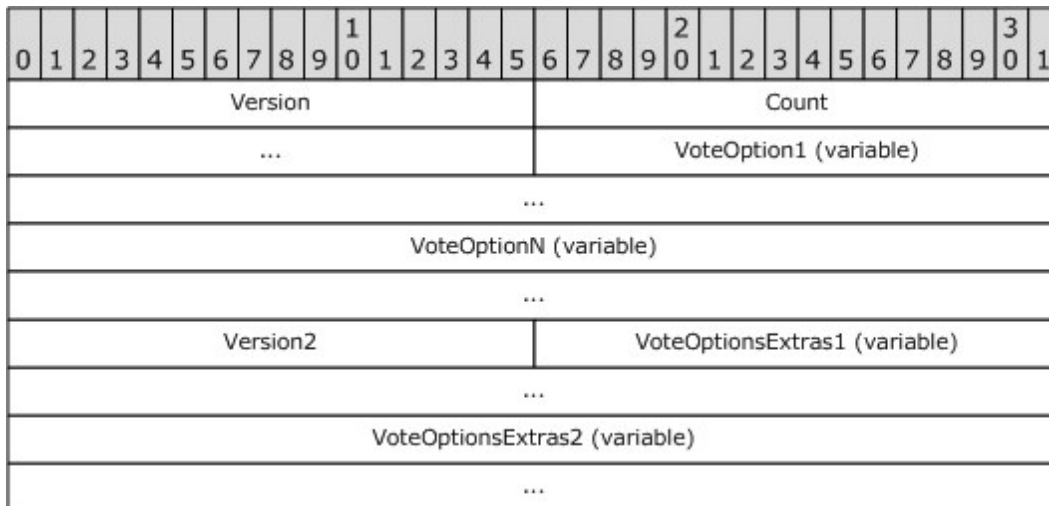 1 2 3
0 1 2 3 4 5 6 7 8 9 0 1 2 3 4 5 6 7 8 9 0 1 2 3 4 5 6 7 8 9 0 1
Version Count
... VoteOption1 (variable)
...
VoteOptionN (variable)
...
Version2 VoteOptionsExtras1 (variable)
...
VoteOptionsExtras2 (variable)
...